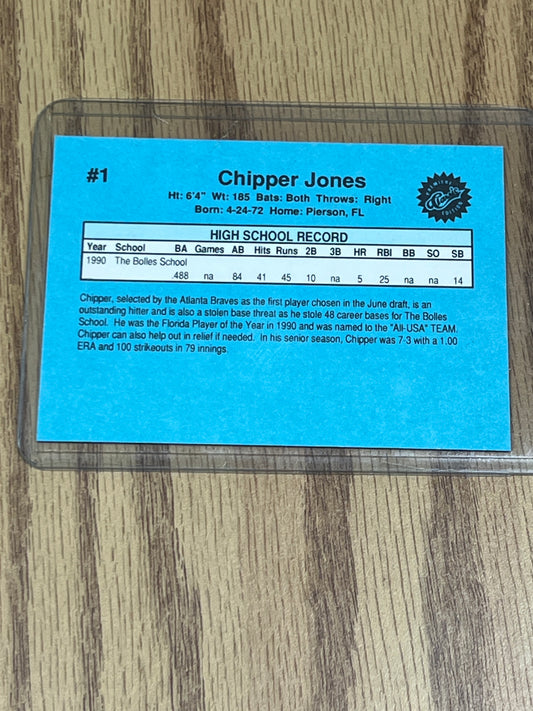 #1
Chipper Jones
Ht: 6'4" Wt: 185 Bats: Both Throws: Right
Born: 4-24-72 Home: Pierson, FL
HIGH SCHOOL RECORD
Year School BA Games AB Hits Runs 2B 3B HR RBI BB SO SB
1990 The Bolles School
.488 na 84 41 45 10 na 5 25 na na 14
Chipper, selected by the Atlanta Braves as the first player chosen in the June draft, is an
outstanding hitter and is also a stolen base threat as he stole 48 career bases for The Bolles
School. He was the Florida Player of the Year in 1990 and was named to the "All-USA" TEAM.
Chipper can also help out in relief if needed. In his senior season, Chipper was 7-3 with a 1.00
ERA and 100 strikeouts in 79 innings.